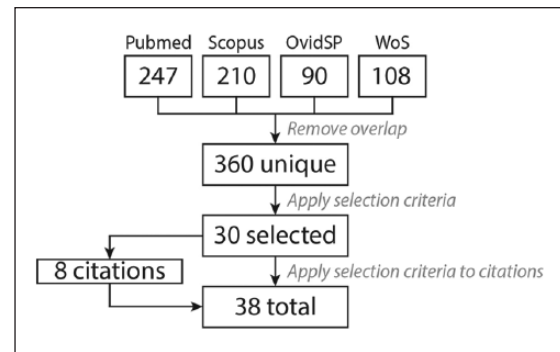 Pubmed Scopus OvidSP WoS
247 210 90 108
Remove overlap
360 unique
Apply selection criteria
30 selected
8 citations
Apply selection criteria to citations
38 total